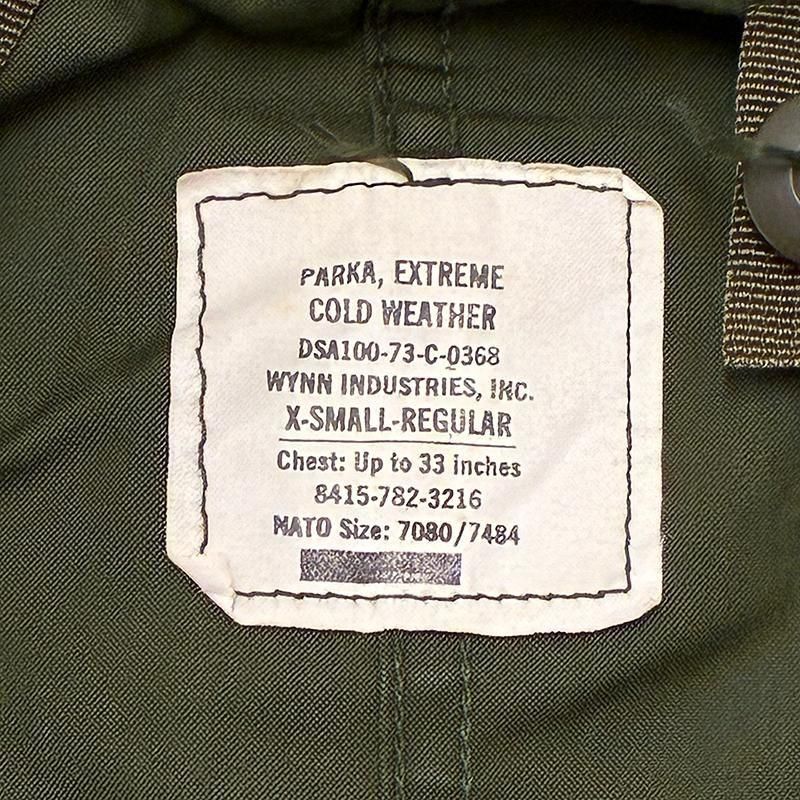 PARKA, EXTREME
COLD WEATHER
DSA100-73-C-0368
WYNN INDUSTRIES, INC.
X-SMALL-REGULAR
Chest: Up to 33 inches
8415-782-3216
NATO Size: 7080/7484